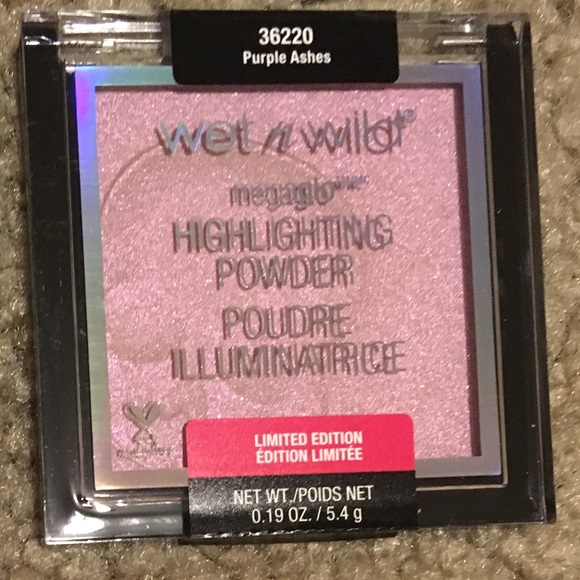 36220
Purple Ashes
wet n wild®
megaglo™
HIGHLIGHTING
POWDER
POUDRE
ILLUMINATRICE
LIMITED EDITION
ÉDITION LIMITÉE
NET WT./POIDS NET
0.19 OZ. / 5.4 g